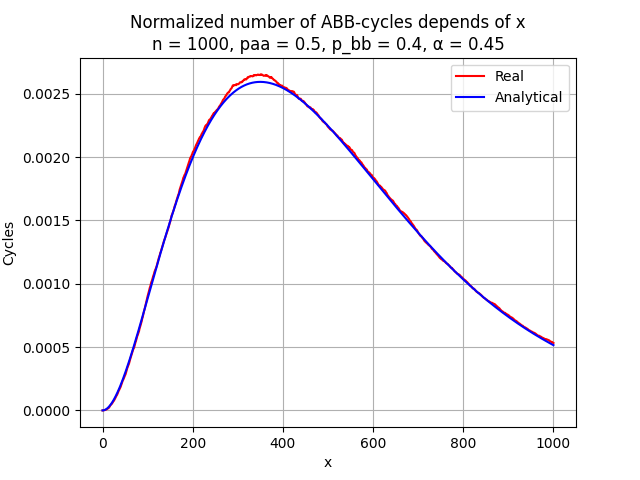 Normalized number of ABB-cycles depends of x
n = 1000, paa = 0.5, p_bb = 0.4, α = 0.45
Real
Analytical
Cycles
0.0025
0.0020
0.0015
0.0010
0.0005
0.0000
0 200 400 600 800 1000
x